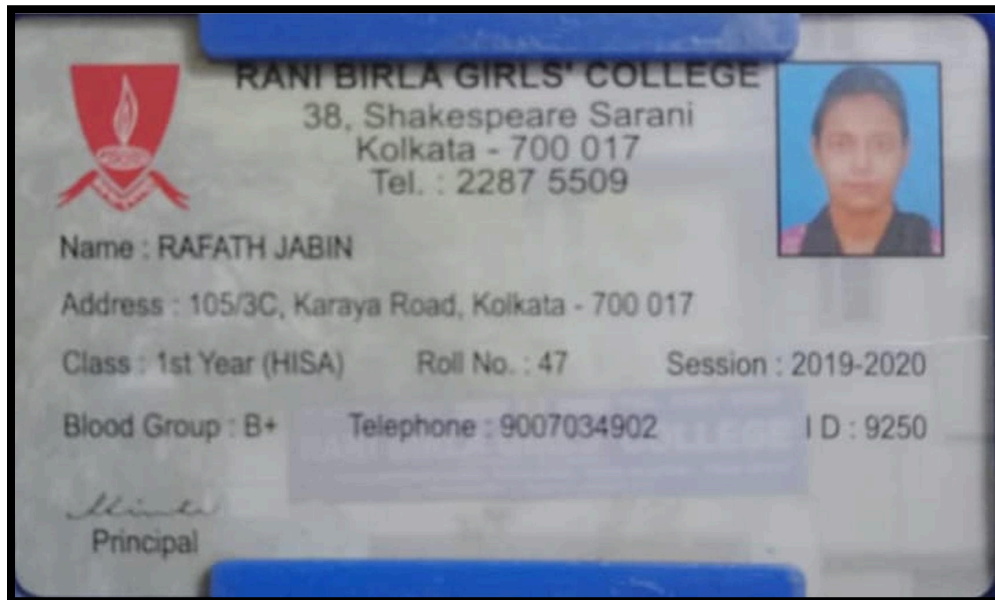 RANI BIRLA GIRLS' COLLEGE
38, Shakespeare Sarani
Kolkata - 700 017
Tel. : 2287 5509
Name : RAFATH JABIN
Address : 105/3C, Karaya Road, Kolkata - 700 017
Class : 1st Year (HISA) Roll No. : 47 Session : 2019-2020
Blood Group : B+ Telephone : 9007034902 I D : 9250
Principal